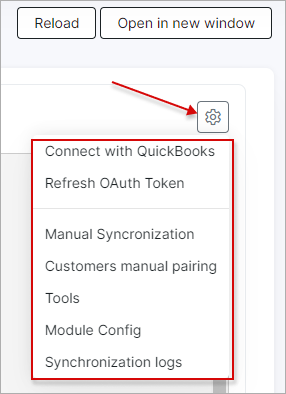 Reload
Open in new window
Connect with QuickBooks
Refresh OAuth Token
Manual Syncronization
Customers manual pairing
Tools
Module Config
Synchronization logs